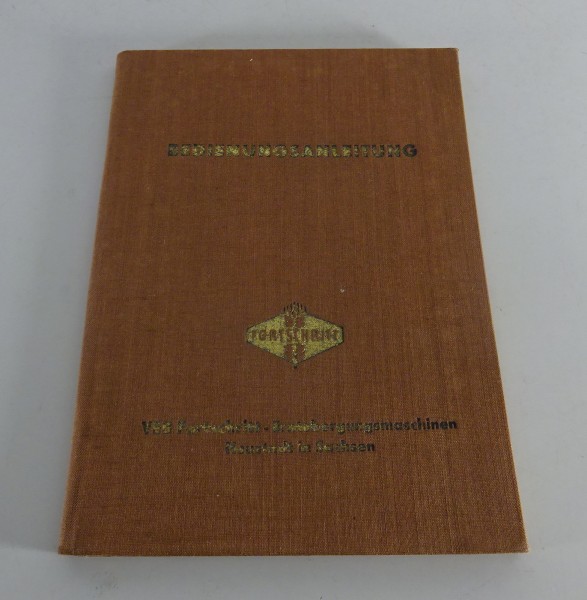 BEDIENUNGSANLEITUNG
FORTSCHRITT
VEB Fortschritt - Erntebergungsmaschinen
Neustadt in Sachsen